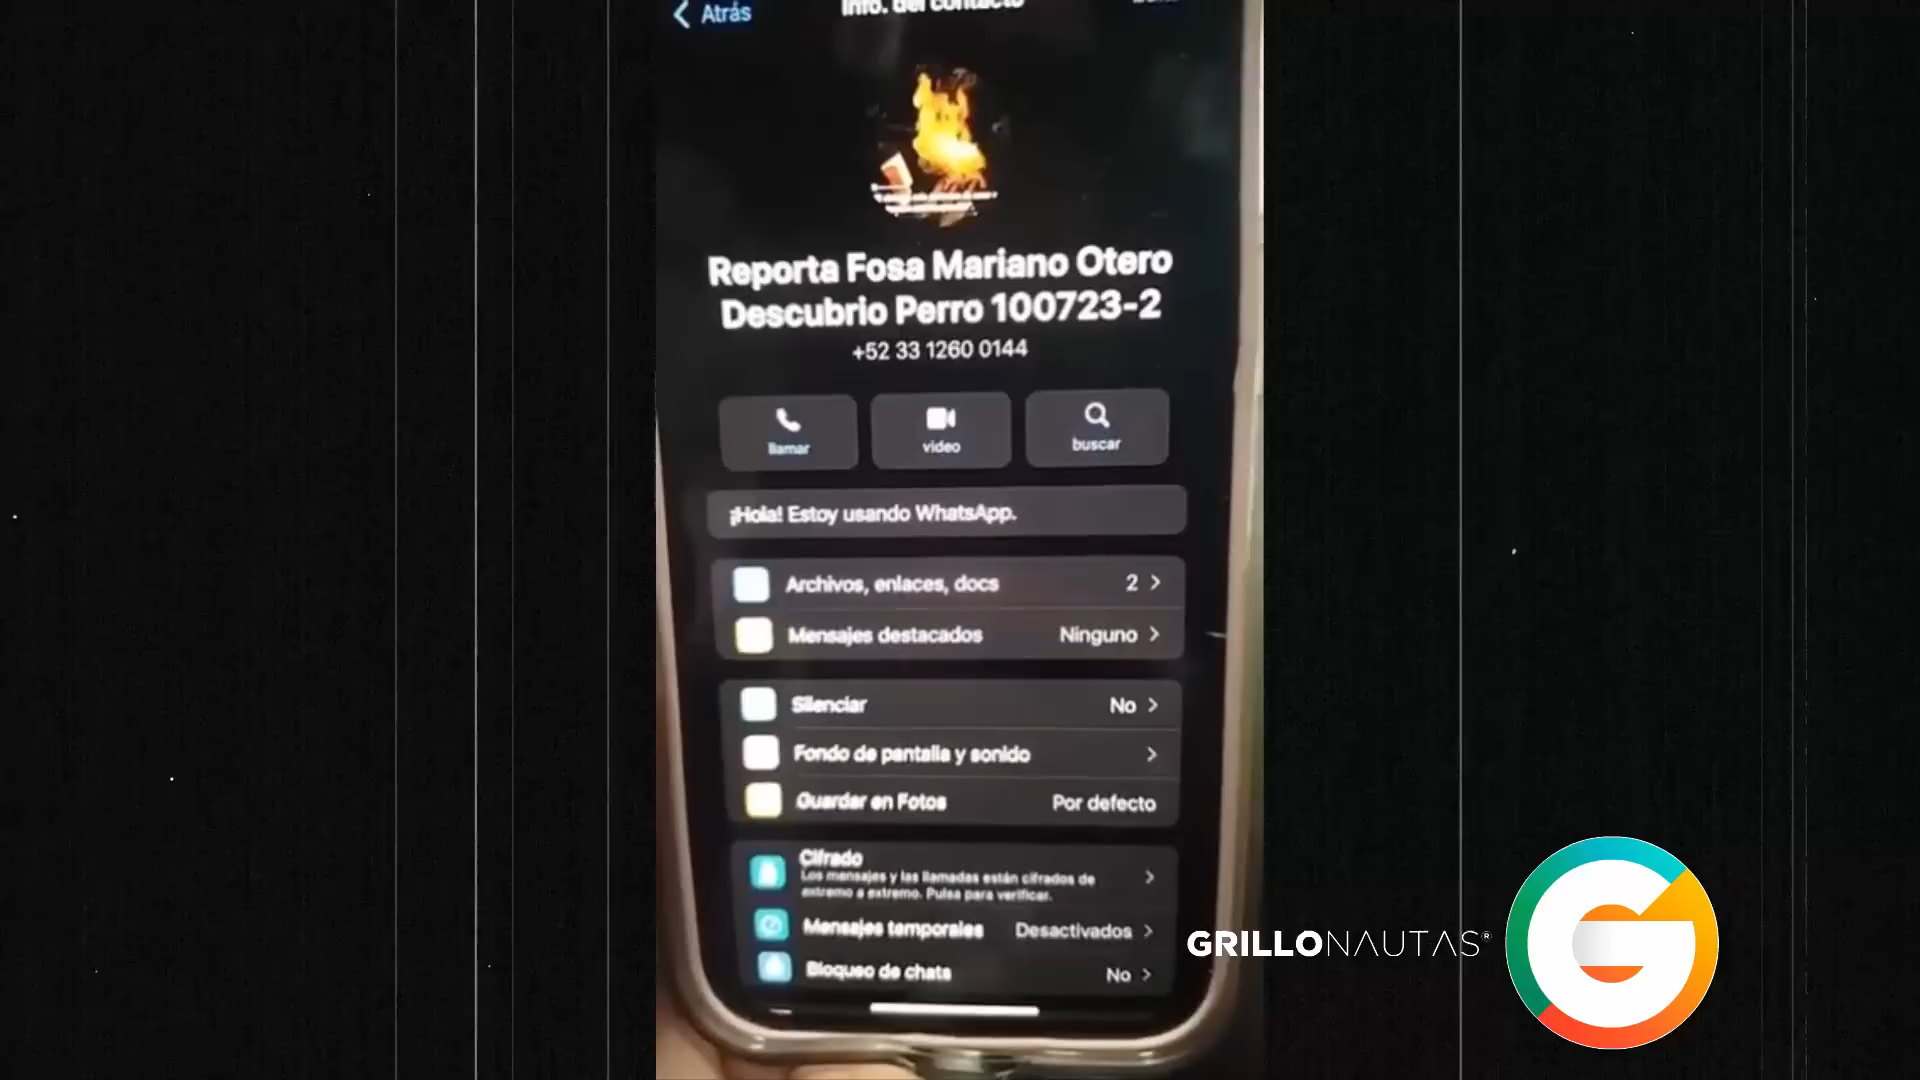 Atrás
Info. del contacto
Reporta Fosa Mariano Otero
Descubrio Perro 100723-2
+52 33 1260 0144
llamar
video
buscar
¡Hola! Estoy usando WhatsApp.
Archivos, enlaces, docs 2
Mensajes destacados Ninguno
Silenciar No
Fondo de pantalla y sonido
Guardar en Fotos Por defecto
Cifrado
Los mensajes y las llamadas están cifrados de
extremo a extremo. Pulsa para verificar.
Mensajes temporales Desactivados
Bloqueo de chats No
GRILLONAUTAS®
G